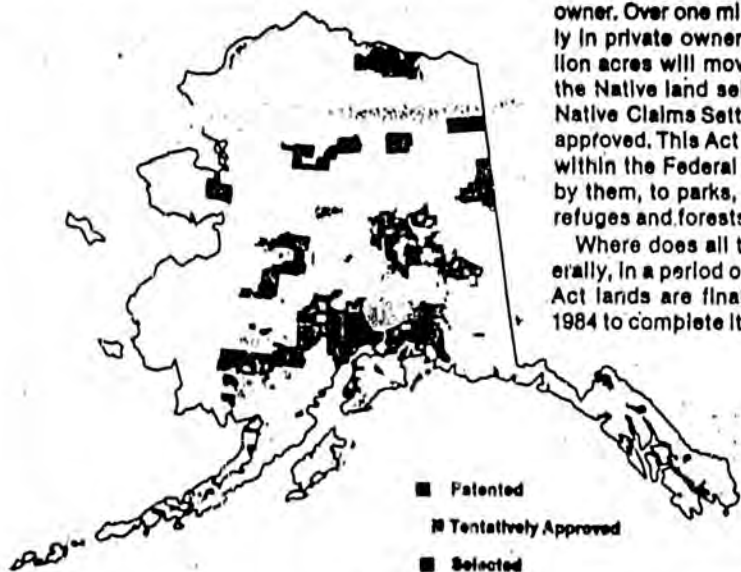 owner. Over one mi
ly in private owner
lion acres will mov
the Native land sel
Native Claims Sett
approved. This Act
within the Federal
by them, to parks,
refuges and forests
Where does all t
erally, in a period o
Act lands are fina
1984 to complete it
Patented
Tentatively Approved
Selected